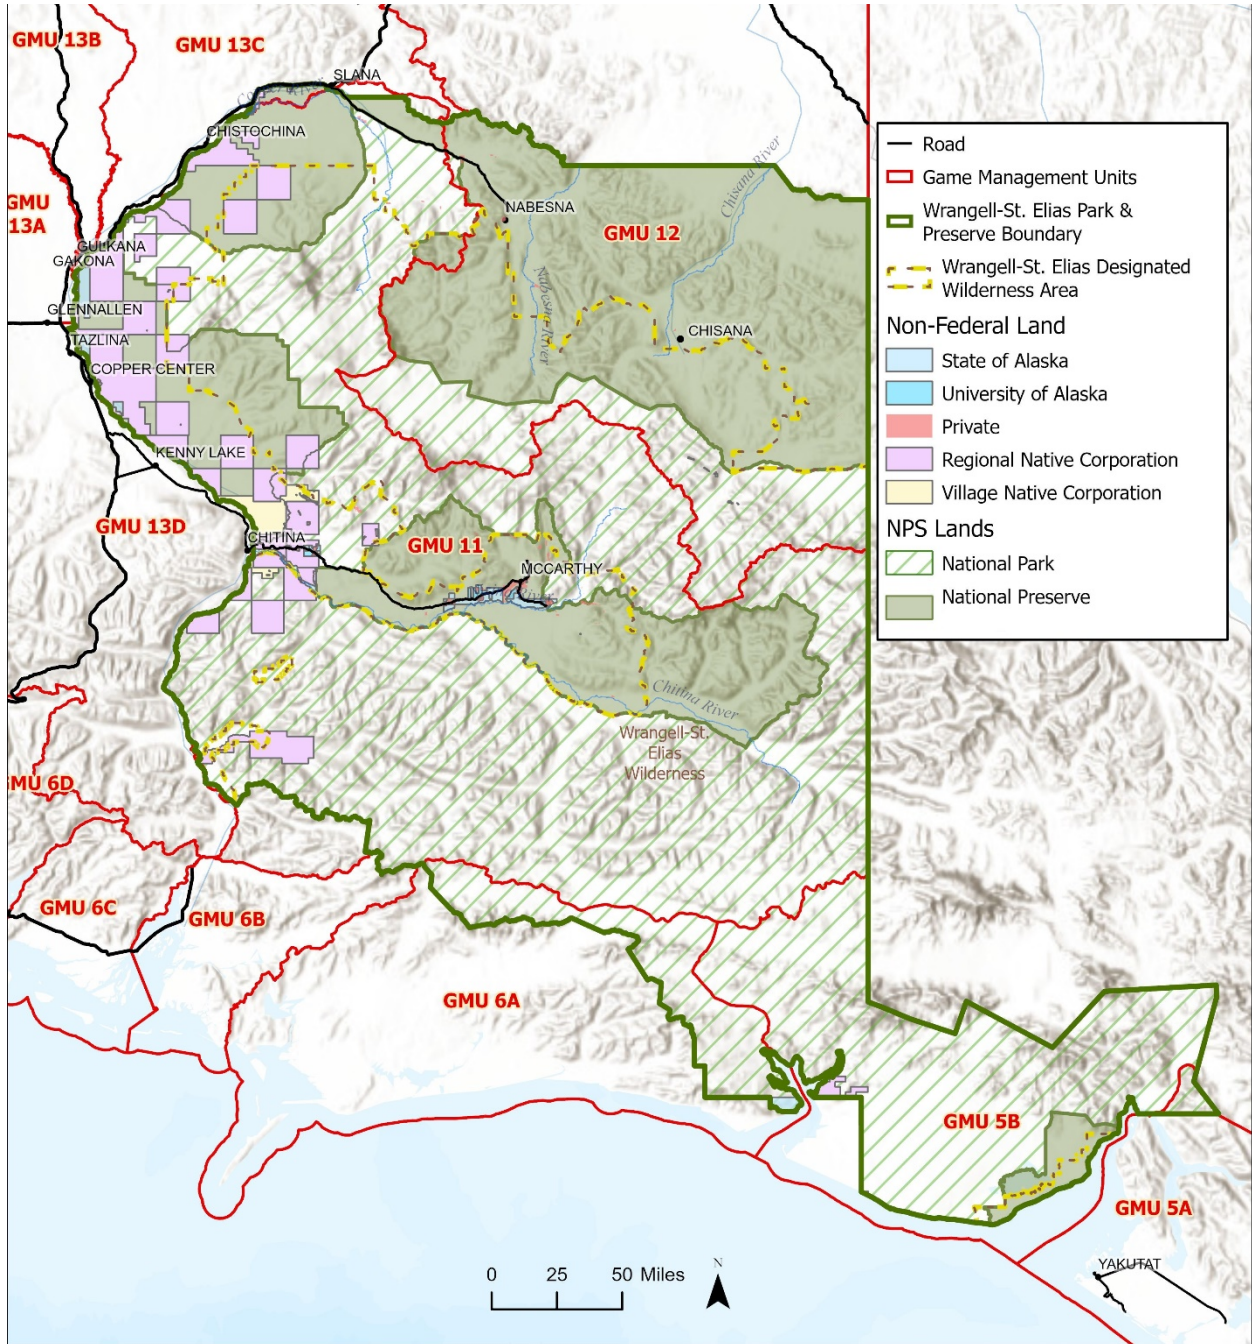 GMU 13B
GMU 13C
SLANA
Copper River
CHISTOCHINA
GMU
13A
NABESNA
GMU 12
Chisana River
GULKANA
GAKONA
Nabesna River
GLENNALLEN
TAZLINA
CHISANA
COPPER CENTER
KENNY LAKE
GMU 13D
CHITINA
GMU 11
MCCARTHY
Chitina River
Wrangell-St.
Elias
Wilderness
GMU 6D
GMU 6C
GMU 6B
GMU 6A
GMU 5B
GMU 5A
YAKUTAT
Road
Game Management Units
Wrangell-St. Elias Park &
Preserve Boundary
Wrangell-St. Elias Designated
Wilderness Area
Non-Federal Land
State of Alaska
University of Alaska
Private
Regional Native Corporation
Village Native Corporation
NPS Lands
National Park
National Preserve
0 25 50 Miles
N